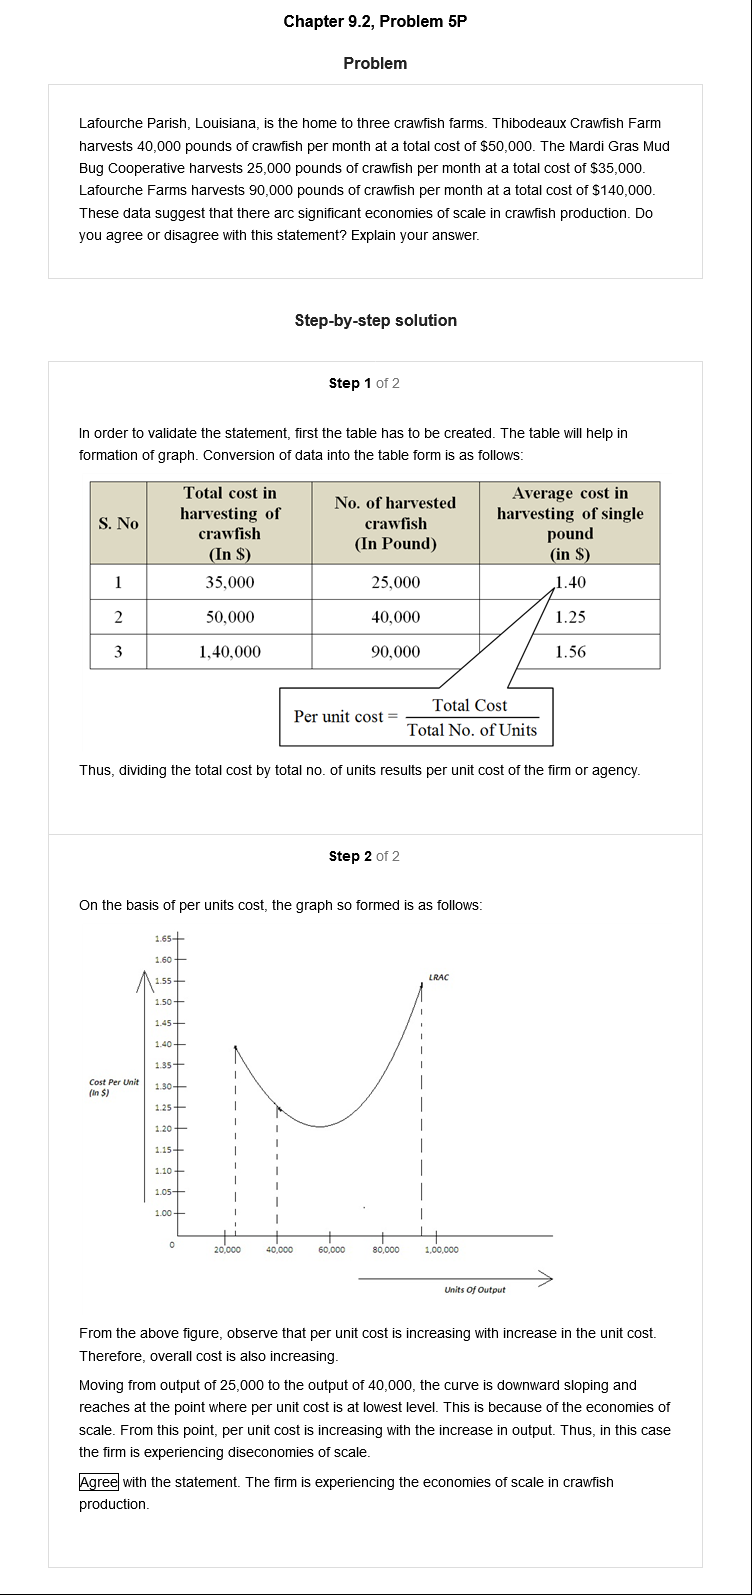 Chapter 9.2, Problem 5P
Problem
Lafourche Parish, Louisiana, is the home to three crawfish farms. Thibodeaux Crawfish Farm
harvests 40,000 pounds of crawfish per month at a total cost of $50,000. The Mardi Gras Mud
Bug Cooperative harvests 25,000 pounds of crawfish per month at a total cost of $35,000.
Lafourche Farms harvests 90,000 pounds of crawfish per month at a total cost of $140,000.
These data suggest that there arc significant economies of scale in crawfish production. Do
you agree or disagree with this statement? Explain your answer.
Step-by-step solution
Step 1 of 2
In order to validate the statement, first the table has to be created. The table will help in
formation of graph. Conversion of data into the table form is as follows:
S. No
Total cost in
harvesting of
crawfish
(In $)
No. of harvested
crawfish
(In Pound)
Average cost in
harvesting of single
pound
(in $)
1 35,000 25,000 1.40
2 50,000 40,000 1.25
3 1,40,000 90,000 1.56
Per unit cost = Total Cost
Total No. of Units
Thus, dividing the total cost by total no. of units results per unit cost of the firm or agency.
Step 2 of 2
On the basis of per units cost, the graph so formed is as follows:
1.65
1.60
1.55
1.50
1.45
1.40
1.35
1.30
1.25
1.20
1.15
1.10
1.05
1.00
LRAC
Cost Per Unit
(In $)
0 20,000 40,000 60,000 80,000 1,00,000
Units Of Output
From the above figure, observe that per unit cost is increasing with increase in the unit cost.
Therefore, overall cost is also increasing.
Moving from output of 25,000 to the output of 40,000, the curve is downward sloping and
reaches at the point where per unit cost is at lowest level. This is because of the economies of
scale. From this point, per unit cost is increasing with the increase in output. Thus, in this case
the firm is experiencing diseconomies of scale.
Agree with the statement. The firm is experiencing the economies of scale in crawfish
production.